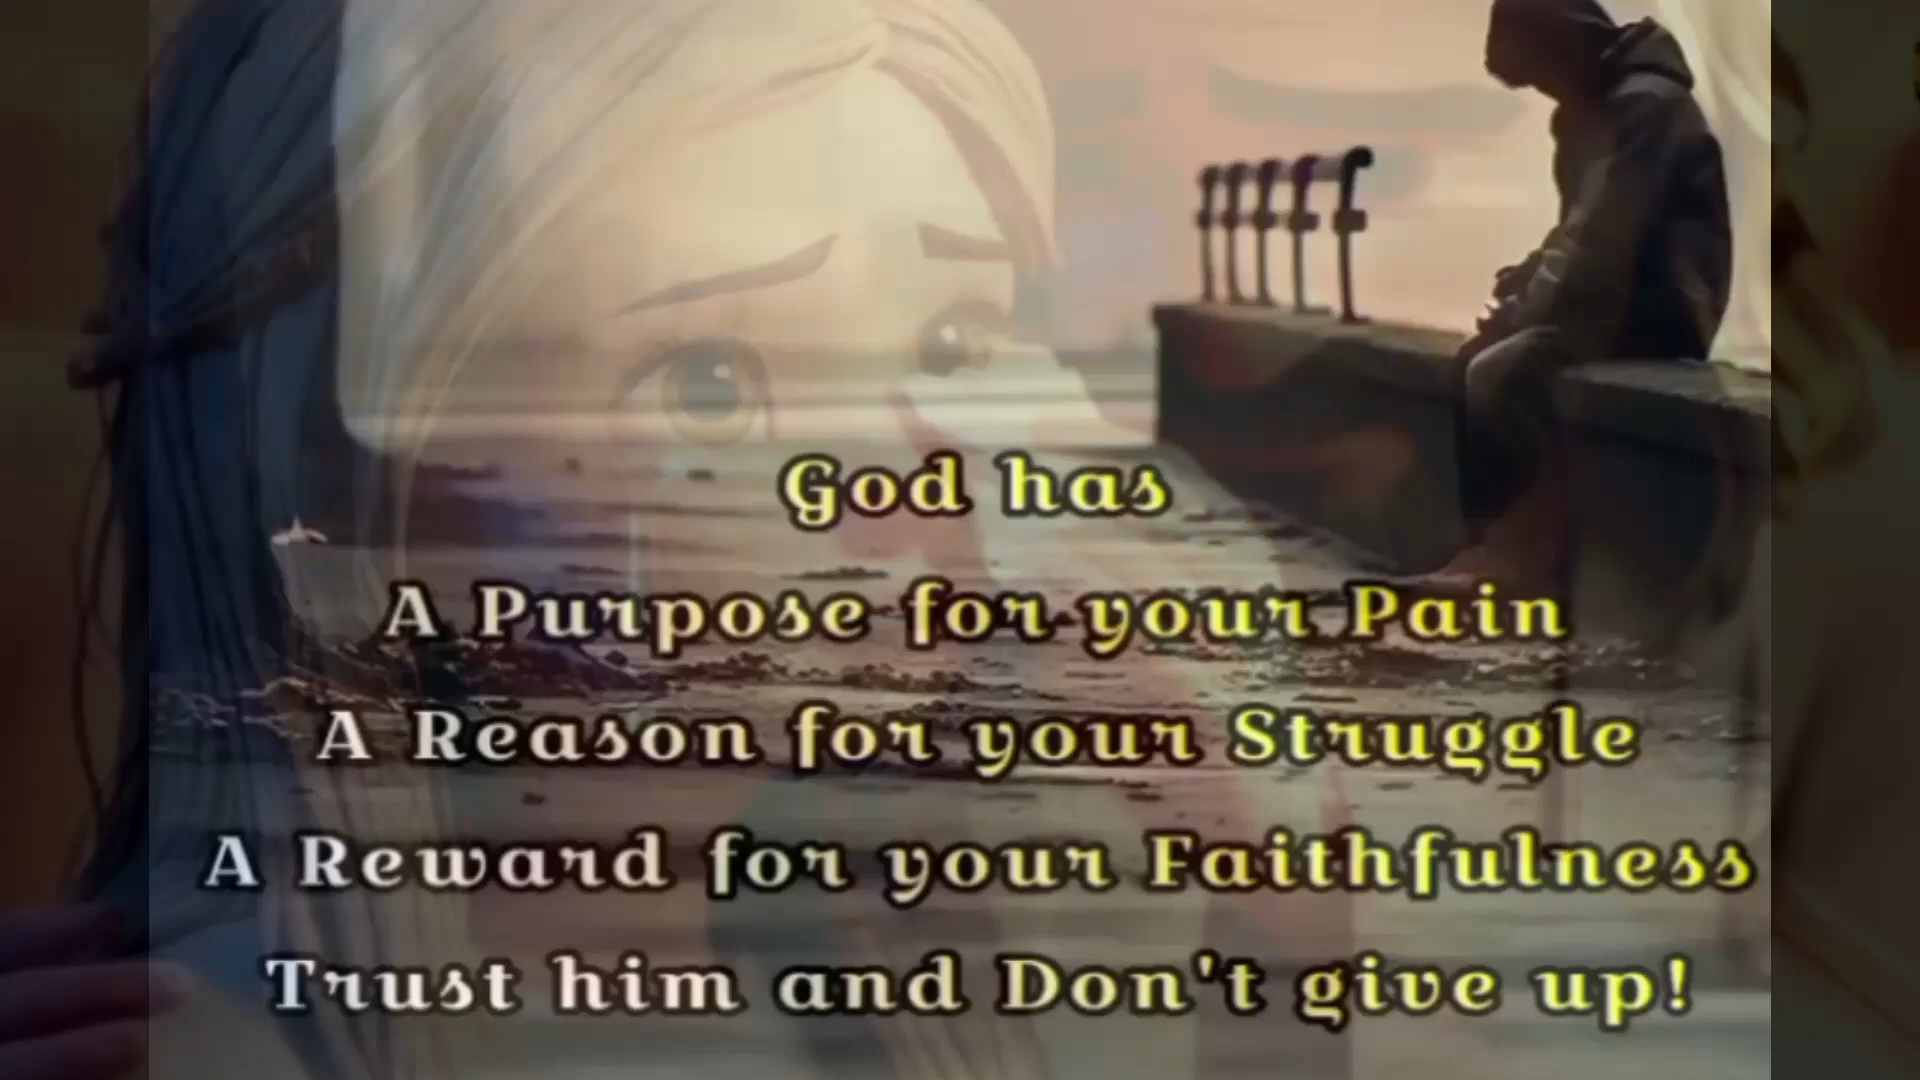 God has
A Purpose for your Pain
A Reason for your Struggle
A Reward for your Faithfulness
Trust him and Don't give up!